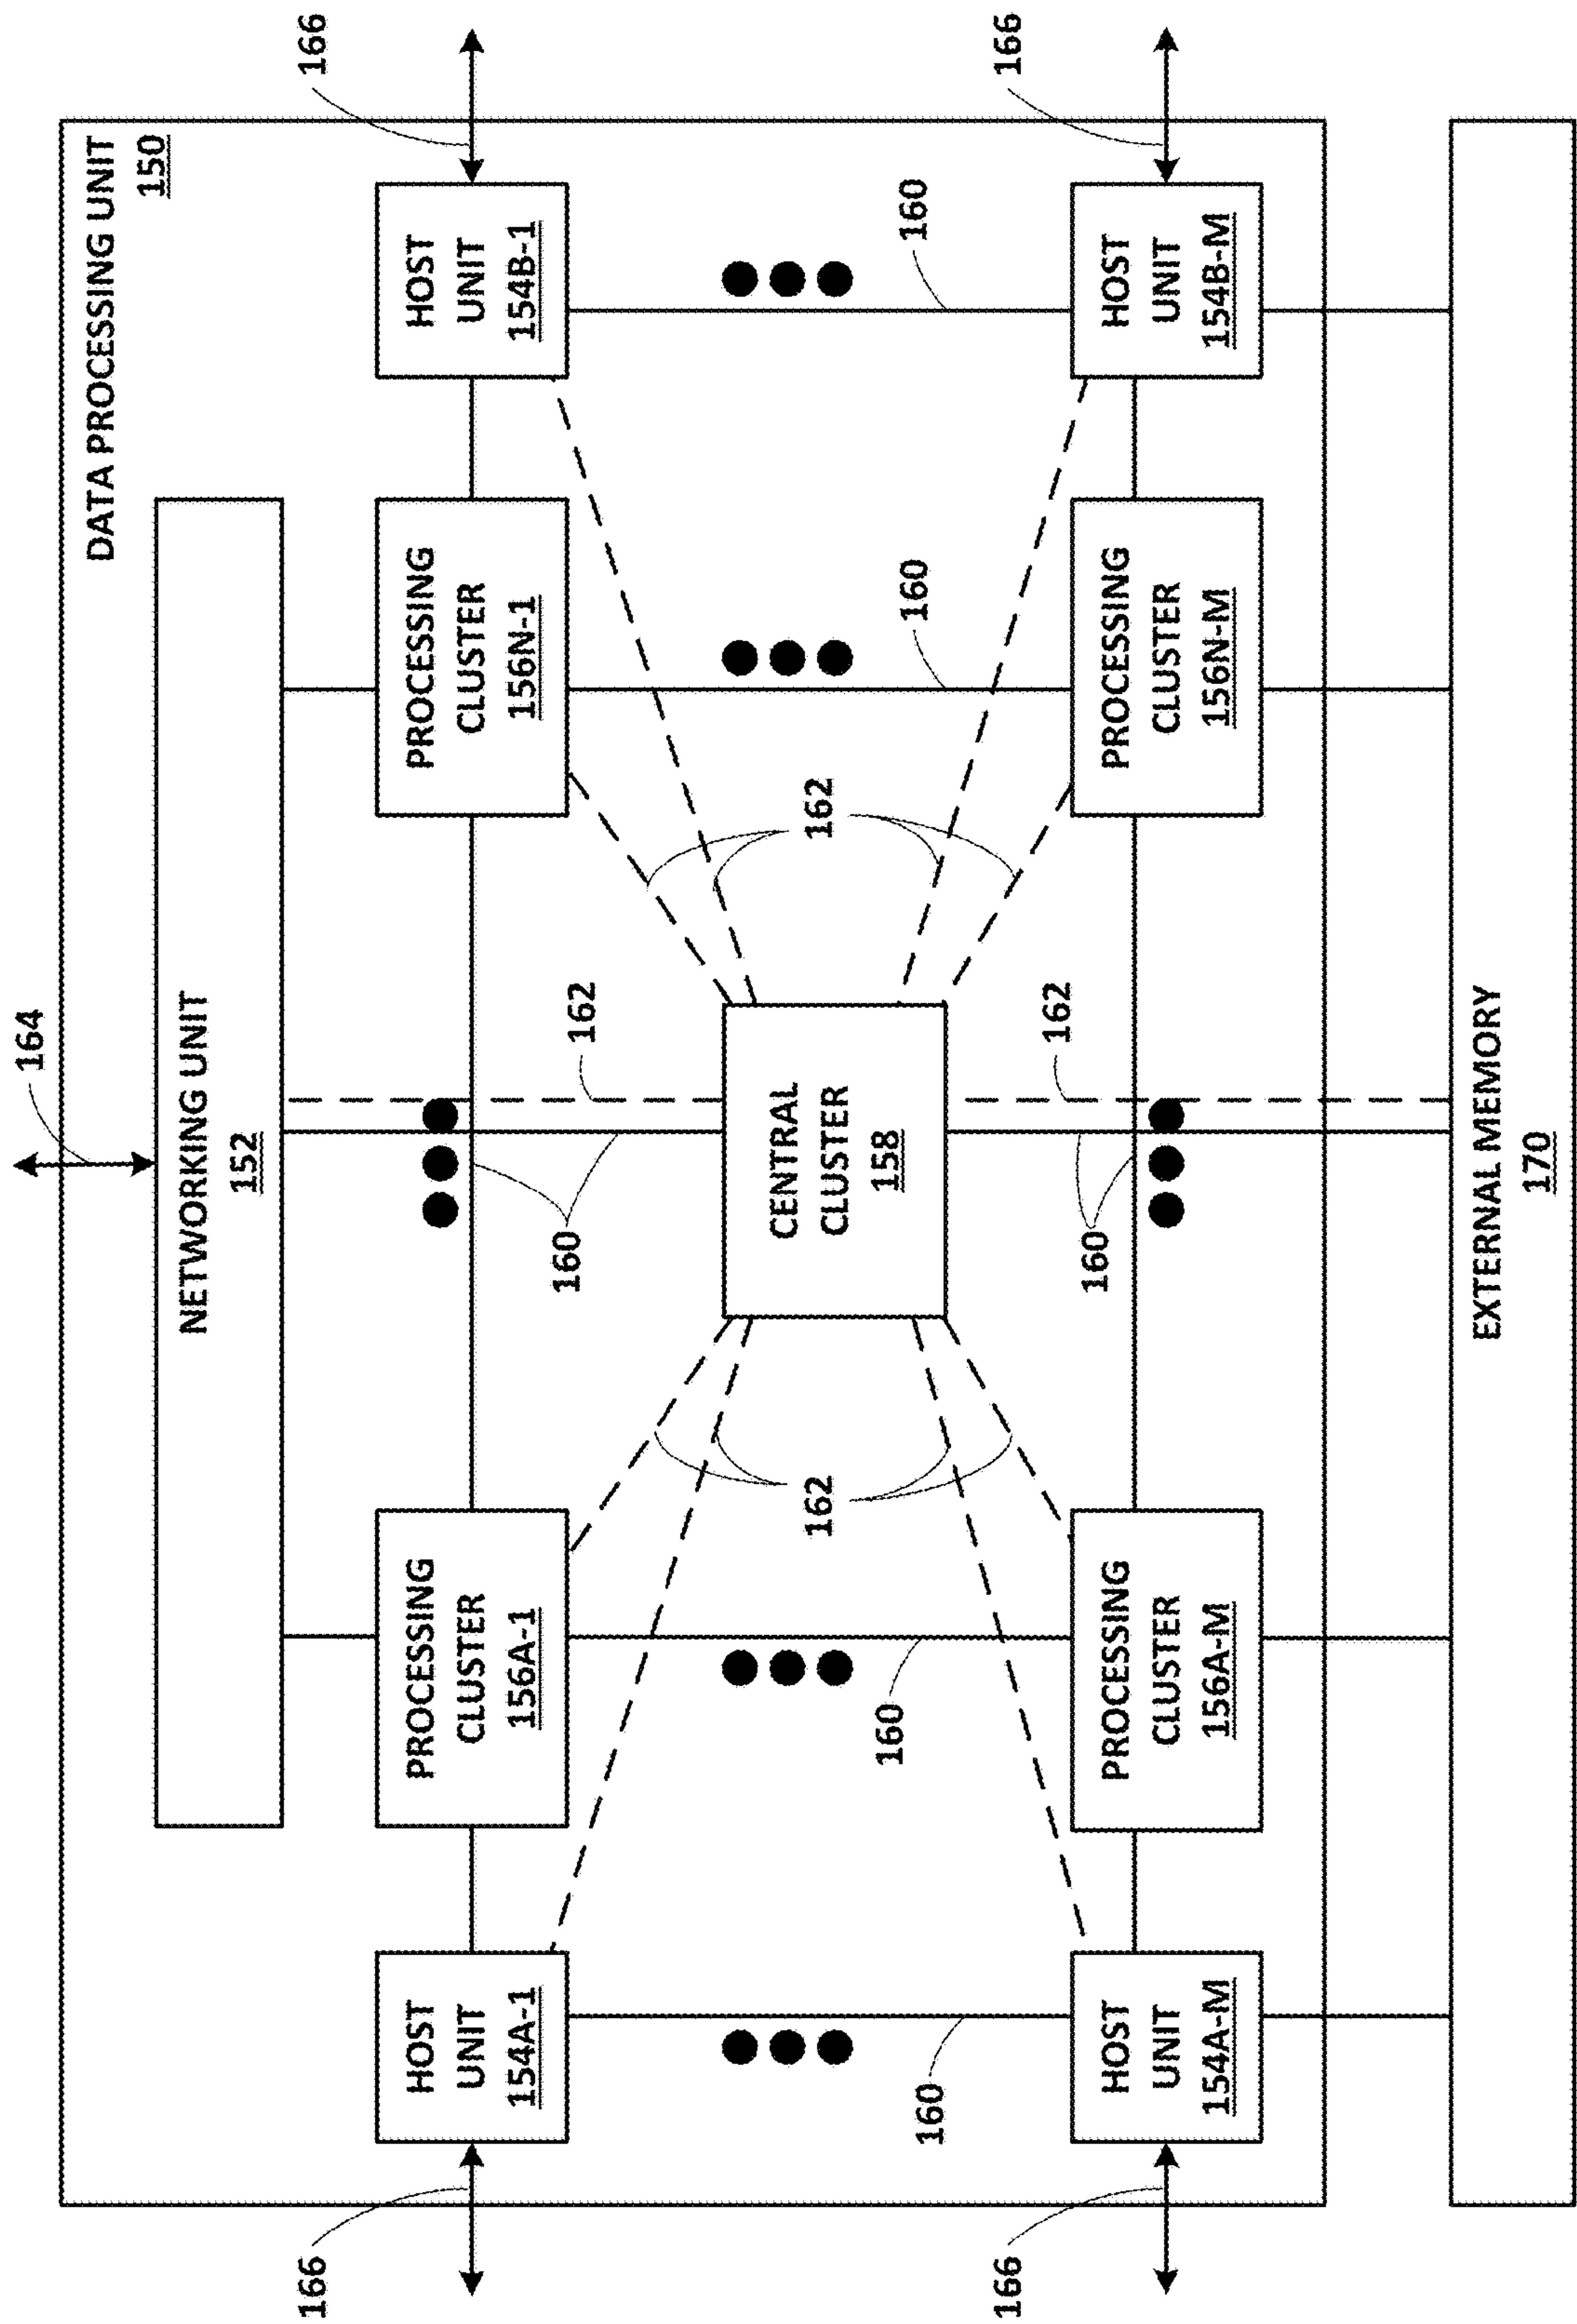 164
DATA PROCESSING UNIT
150
NETWORKING UNIT
152
166
HOST
UNIT
154A-1
PROCESSING
CLUSTER
156A-1
PROCESSING
CLUSTER
156N-1
HOST
UNIT
154B-1
166
160
162
162
CENTRAL
CLUSTER
158
162
160
160
160
160
160
162
166
HOST
UNIT
154A-M
PROCESSING
CLUSTER
156A-M
PROCESSING
CLUSTER
156N-M
HOST
UNIT
154B-M
166
EXTERNAL MEMORY
170